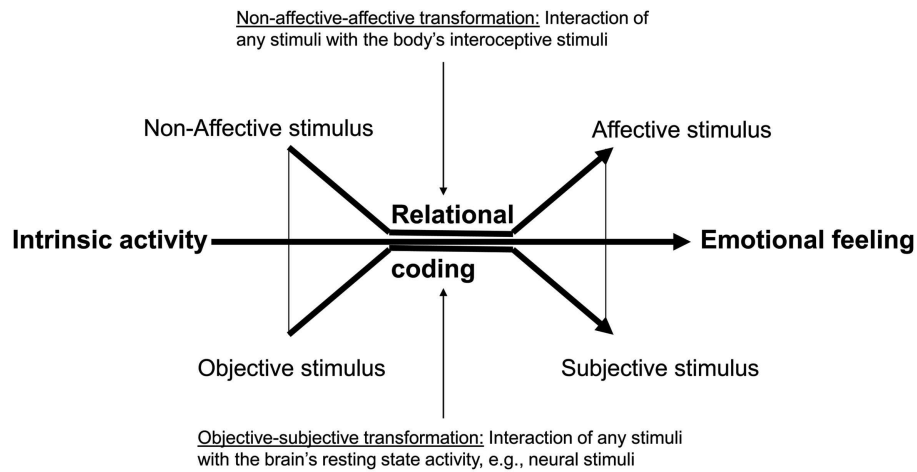 Non-affective-affective transformation: Interaction of
any stimuli with the body's interoceptive stimuli
Non-Affective stimulus
Affective stimulus
Relational
Intrinsic activity
Emotional feeling
coding
Objective stimulus
Subjective stimulus
Objective-subjective transformation: Interaction of any stimuli
with the brain's resting state activity, e.g., neural stimuli